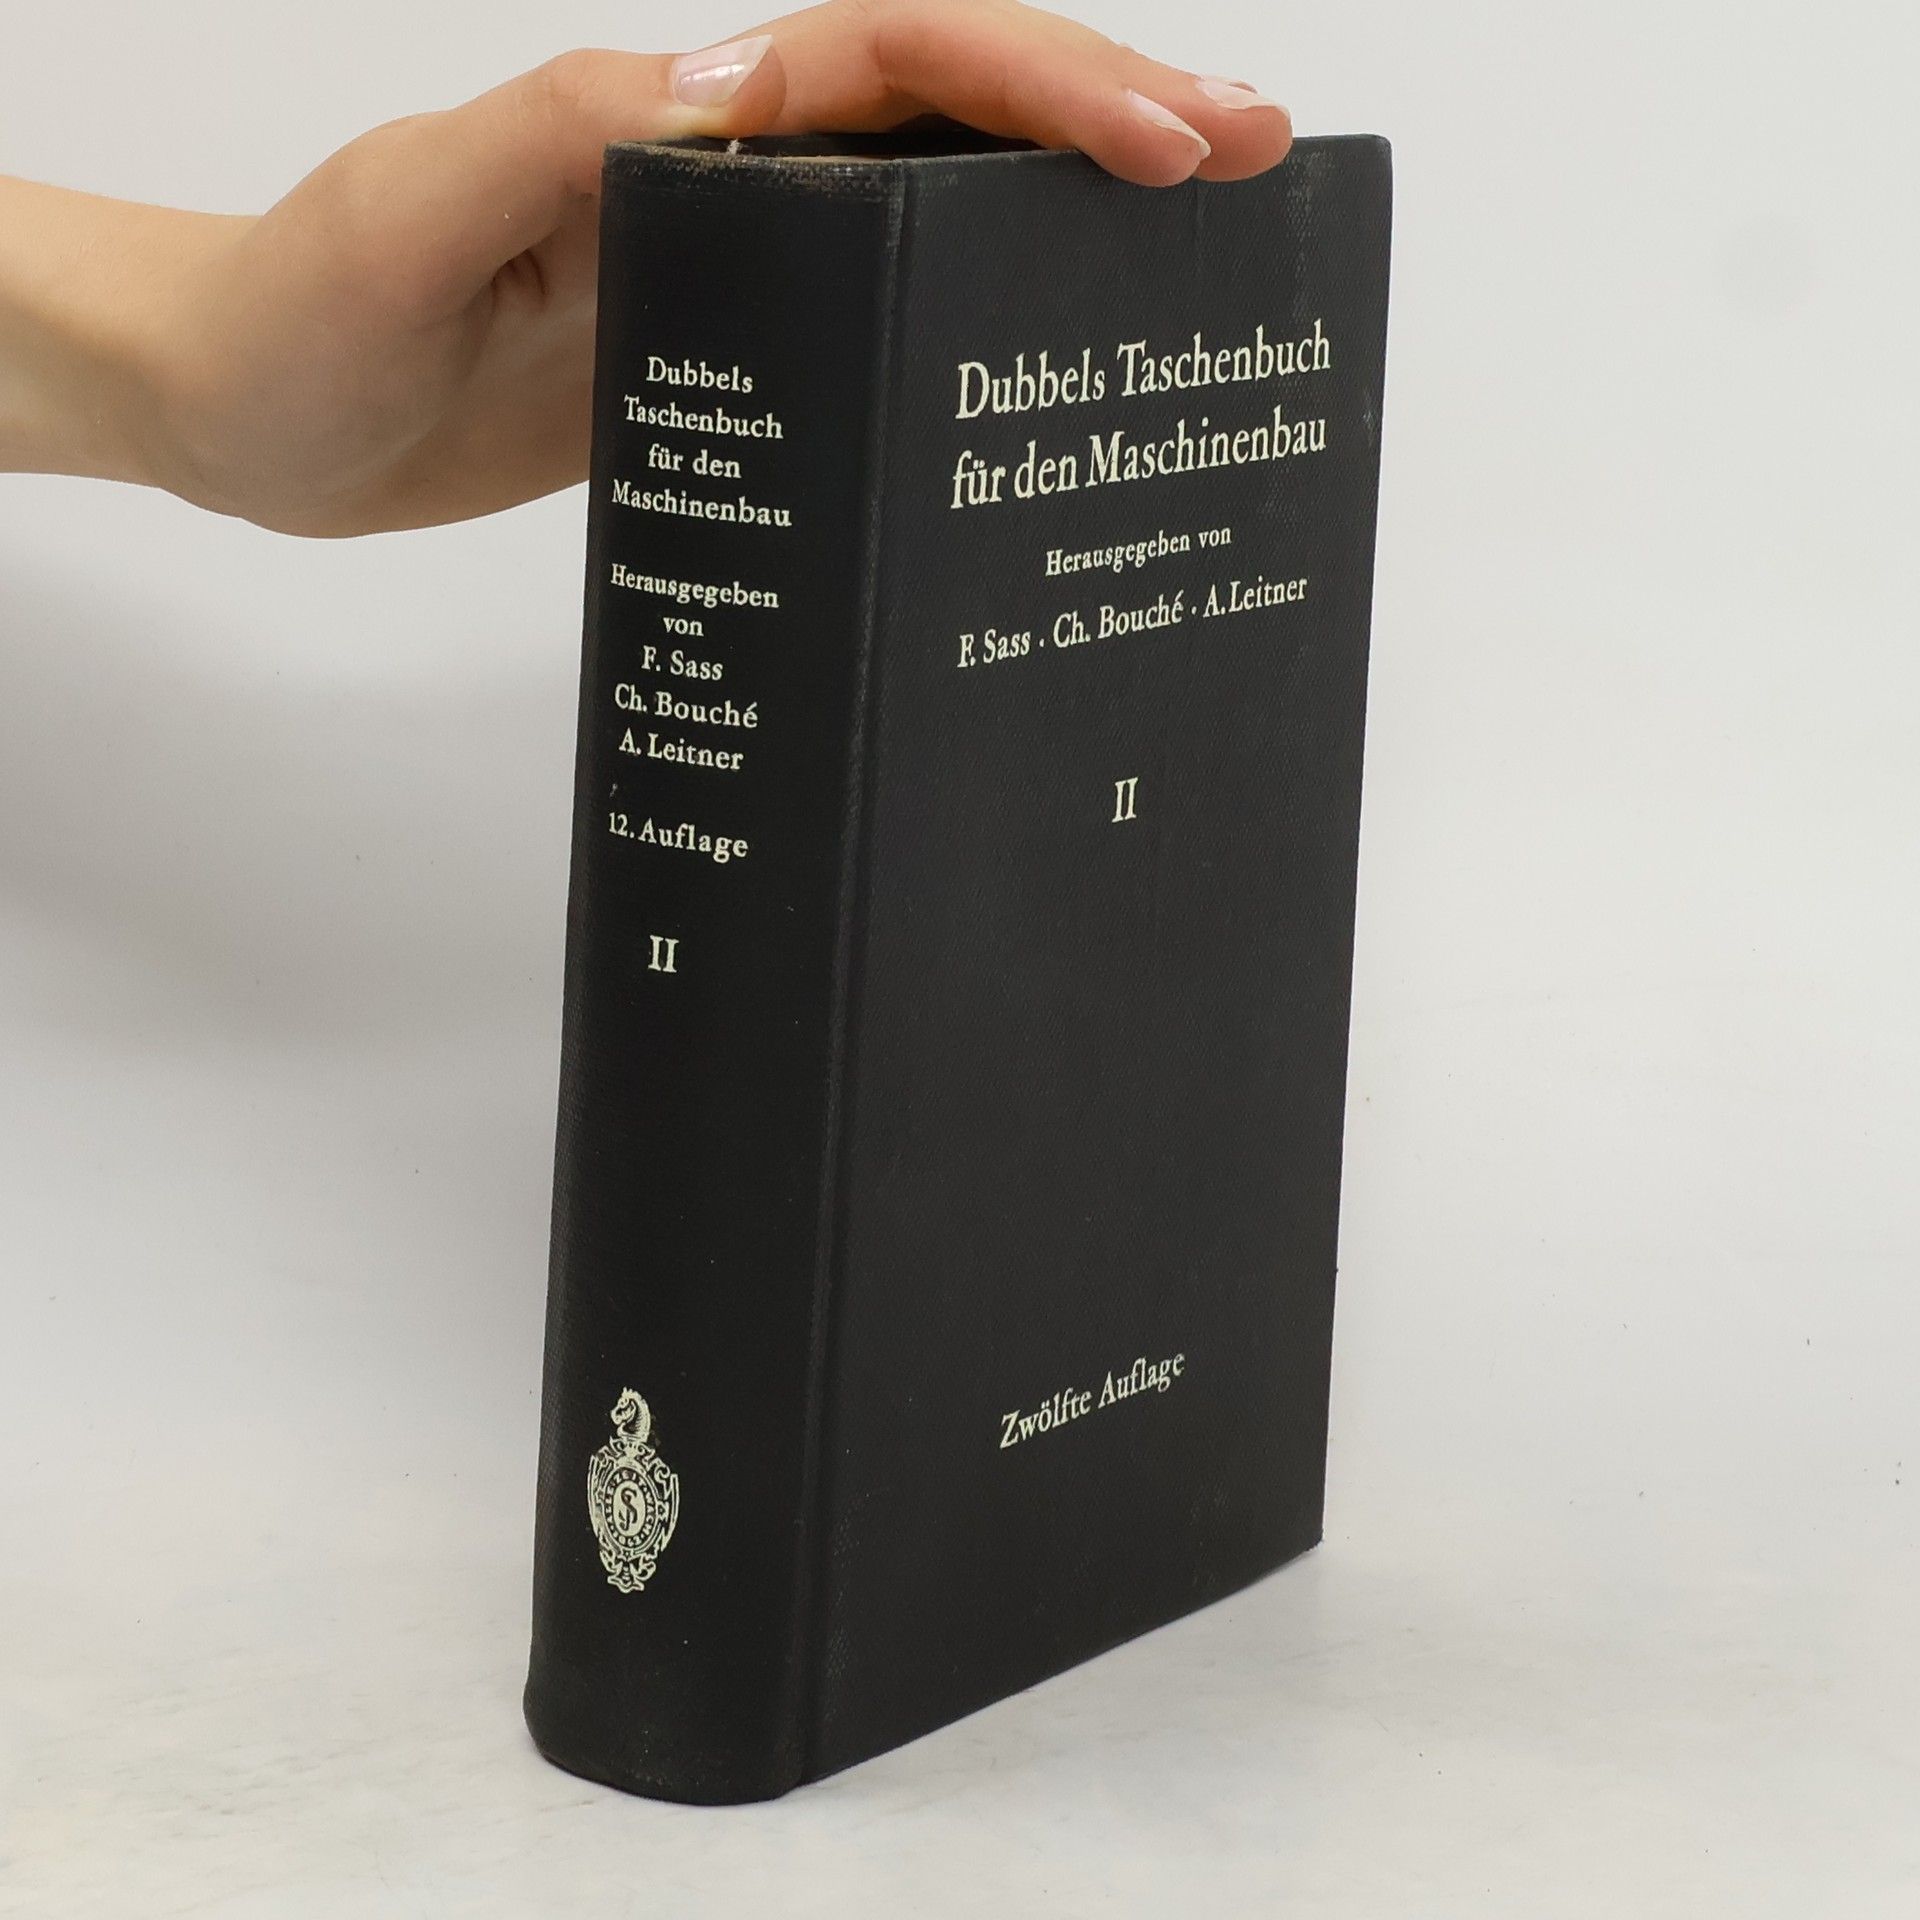 Dubbels
Taschenbuch
für den
Maschinenbau
Herausgegeben
von
F. Sass
Ch. Bouché
A. Leitner
12. Auflage
II
Dubbels Taschenbuch
für den Maschinenbau
Herausgegeben von
F. Sass · Ch. Bouché · A. Leitner
II
Zwölfte Auflage